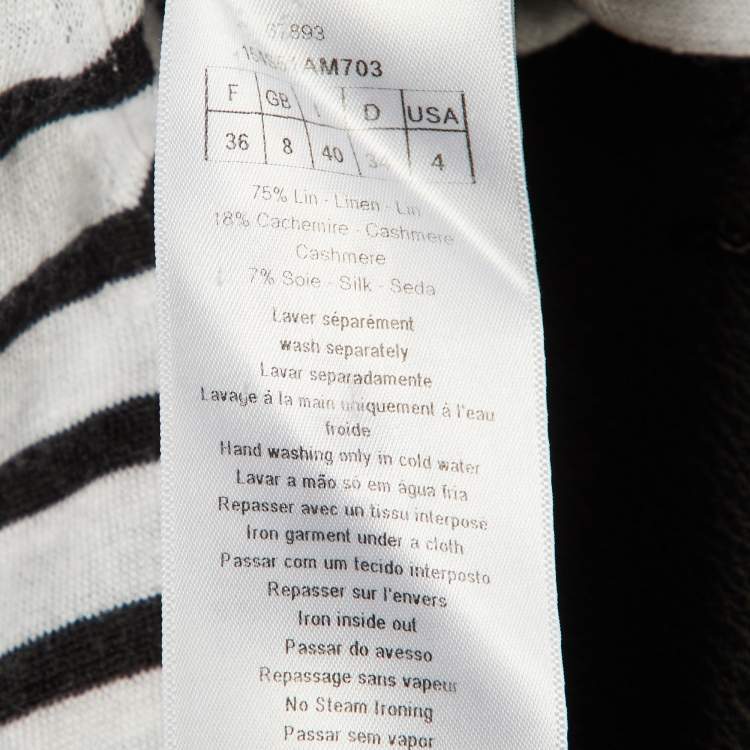 67893
AM703
F GB I D USA
36 8 40 34 4
75% Lin - Linen - Lin
18% Cachemire - Cashmere
Cashmere
7% Soie - Silk - Seda
Laver séparément
wash separately
Lavar separadamente
Lavage à la main uniquement à l'eau
froide
Hand washing only in cold water
Lavar a mão só em água fria
Repasser avec un tissu interposé
Iron garment under a cloth
Passar com um tecido interposto
Repasser sur l'envers
Iron inside out
Passar do avesso
Repassage sans vapeur
No Steam Ironing
Passar sem vapor